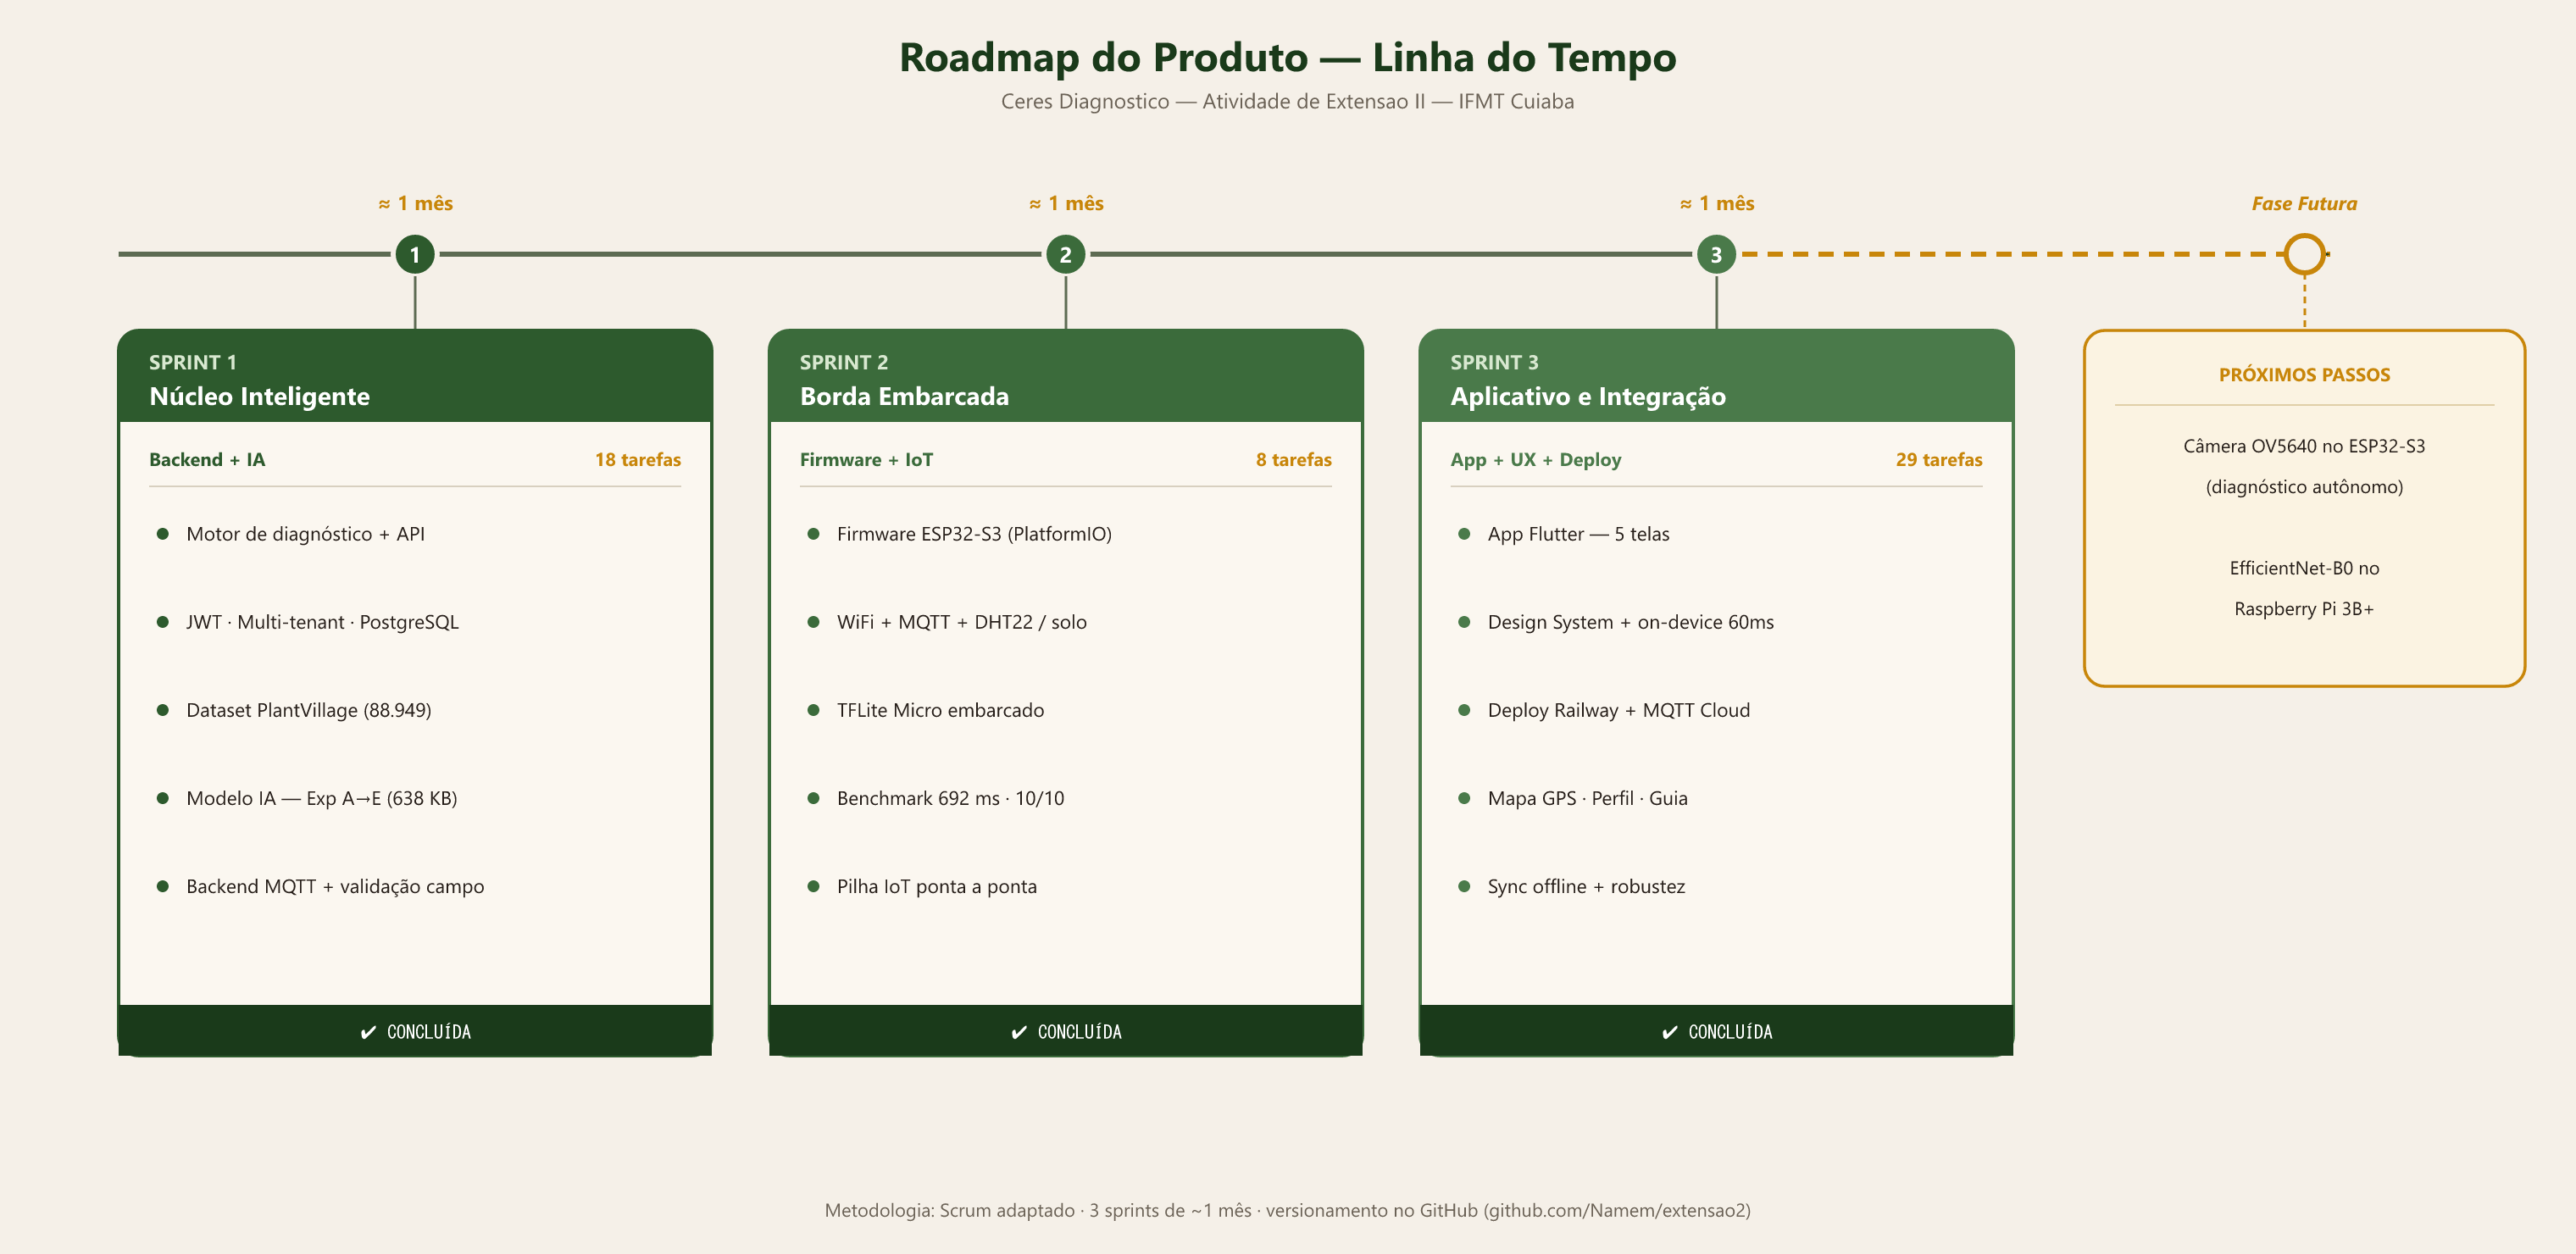 Roadmap do Produto — Linha do Tempo
Ceres Diagnostico — Atividade de Extensao II — IFMT Cuiaba
≈ 1 mês
≈ 1 mês
≈ 1 mês
Fase Futura
1
2
3
SPRINT 1
Núcleo Inteligente
Backend + IA
18 tarefas
Motor de diagnóstico + API
JWT · Multi-tenant · PostgreSQL
Dataset PlantVillage (88.949)
Modelo IA — Exp A→E (638 KB)
Backend MQTT + validação campo
✔ CONCLUÍDA
SPRINT 2
Borda Embarcada
Firmware + IoT
8 tarefas
Firmware ESP32-S3 (PlatformIO)
WiFi + MQTT + DHT22 / solo
TFLite Micro embarcado
Benchmark 692 ms · 10/10
Pilha IoT ponta a ponta
✔ CONCLUÍDA
SPRINT 3
Aplicativo e Integração
App + UX + Deploy
29 tarefas
App Flutter — 5 telas
Design System + on-device 60ms
Deploy Railway + MQTT Cloud
Mapa GPS · Perfil · Guia
Sync offline + robustez
✔ CONCLUÍDA
PRÓXIMOS PASSOS
Câmera OV5640 no ESP32-S3
(diagnóstico autônomo)
EfficientNet-B0 no
Raspberry Pi 3B+
Metodologia: Scrum adaptado · 3 sprints de ~1 mês · versionamento no GitHub (github.com/Namem/extensao2)